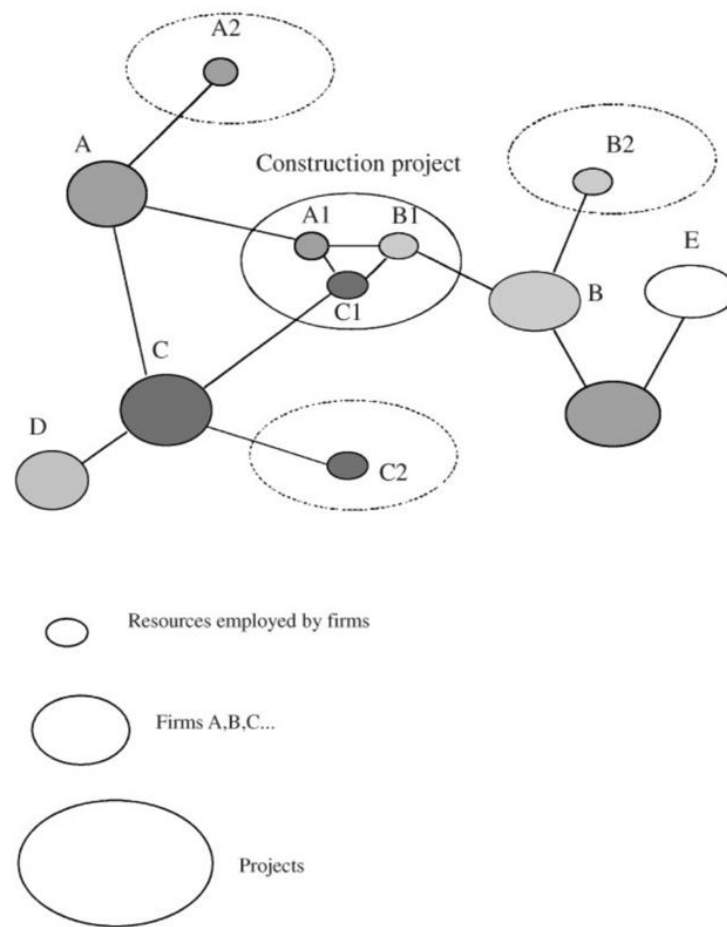 A2
A
B2
Construction project
A1
B1
E
C1
B
C
D
C2
Resources employed by firms
Firms A,B,C...
Projects